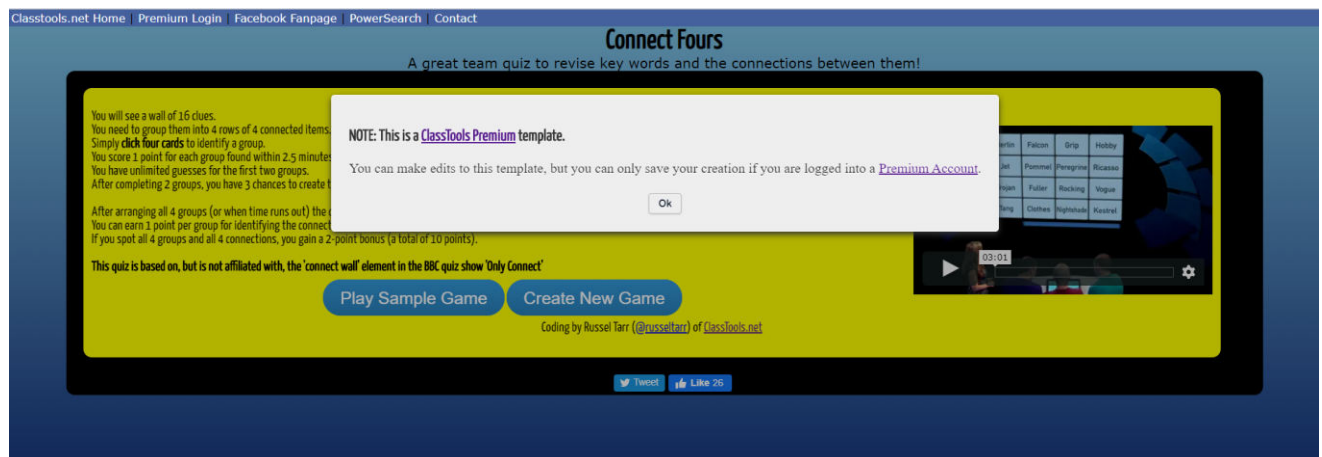 Classtools.net Home | Premium Login | Facebook Fanpage | PowerSearch | Contact
Connect Fours
A great team quiz to revise key words and the connections between them!
You will see a wall of 16 clues.
You need to group them into 4 rows of 4 connected items.
Simply click four cards to identify a group.
You score 1 point for each group found within 2.5 minutes
You have unlimited guesses for the first two groups.
After completing 2 groups, you have 3 chances to create t
After arranging all 4 groups (or when time runs out) the
You can earn 1 point per group for identifying the connect
If you spot all 4 groups and all 4 connections, you gain a 2-point bonus (a total of 10 points).
This quiz is based on, but is not affiliated with, the 'connect wall' element in the BBC quiz show 'Only Connect'
NOTE: This is a ClassTools Premium template.
You can make edits to this template, but you can only save your creation if you are logged into a Premium Account.
Ok
Falcon Grip Hobby
Jet Pommel Peregrine Ricasso
Fuller Rocking Vogue
Clothes Nightshade Kestrel
03:01
Play Sample Game
Create New Game
Coding by Russel Tarr (@russeltarr) of ClassTools.net
Tweet
Like 26